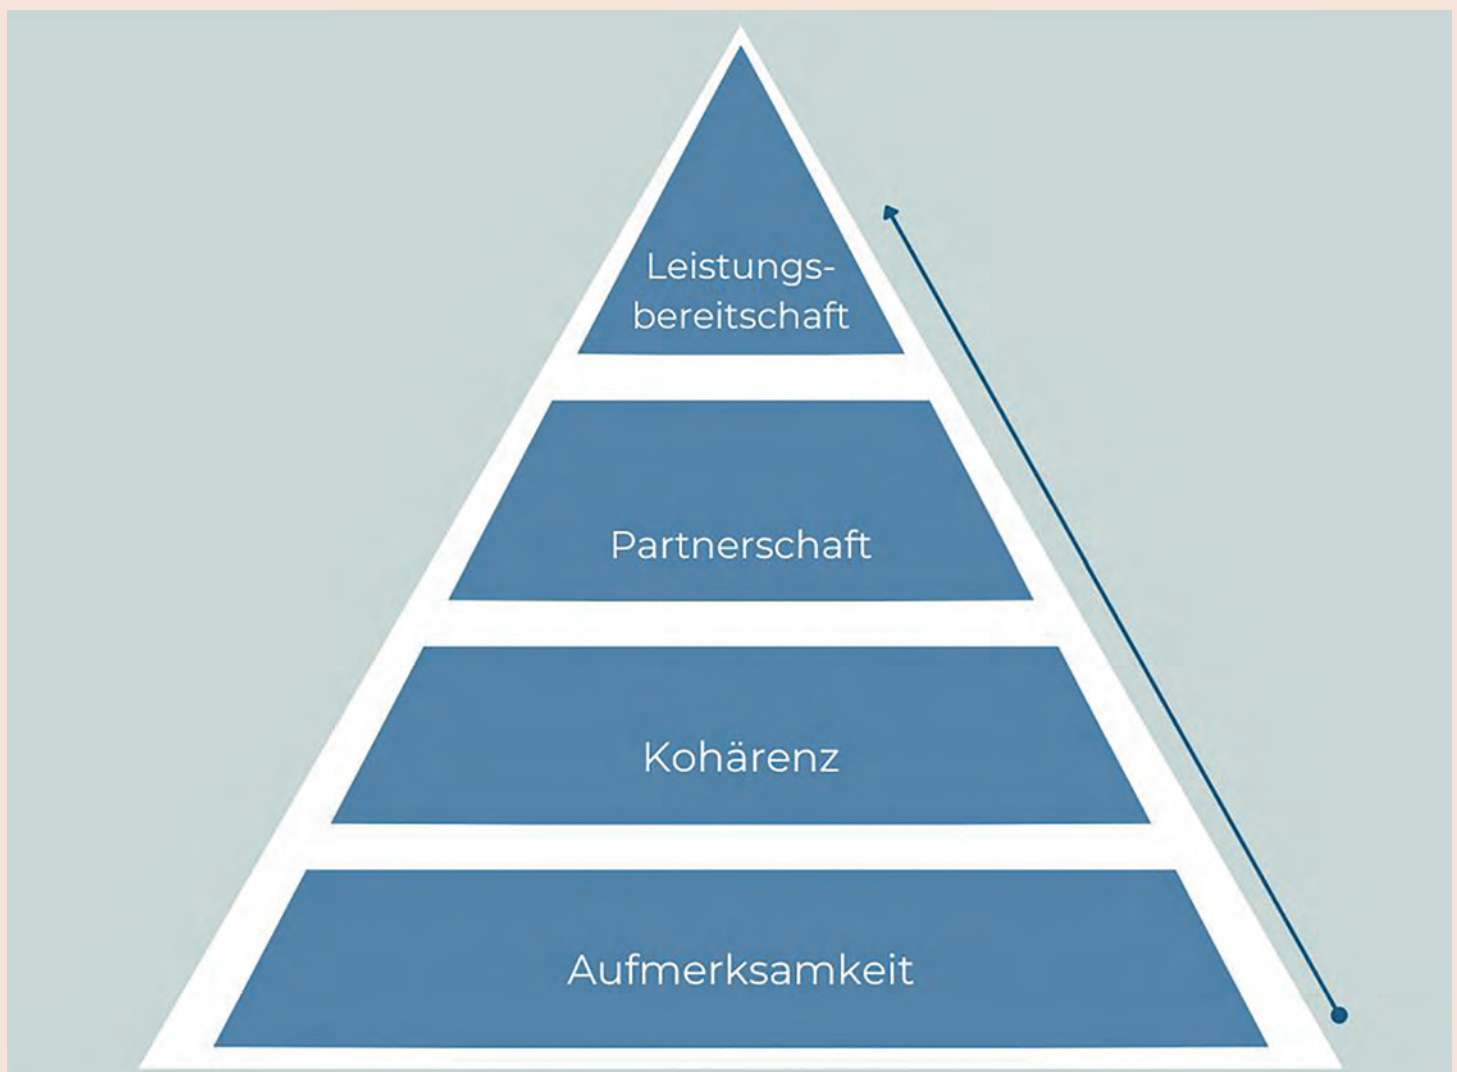 Leistungs-
bereitschaft
Partnerschaft
Kohärenz
Aufmerksamkeit